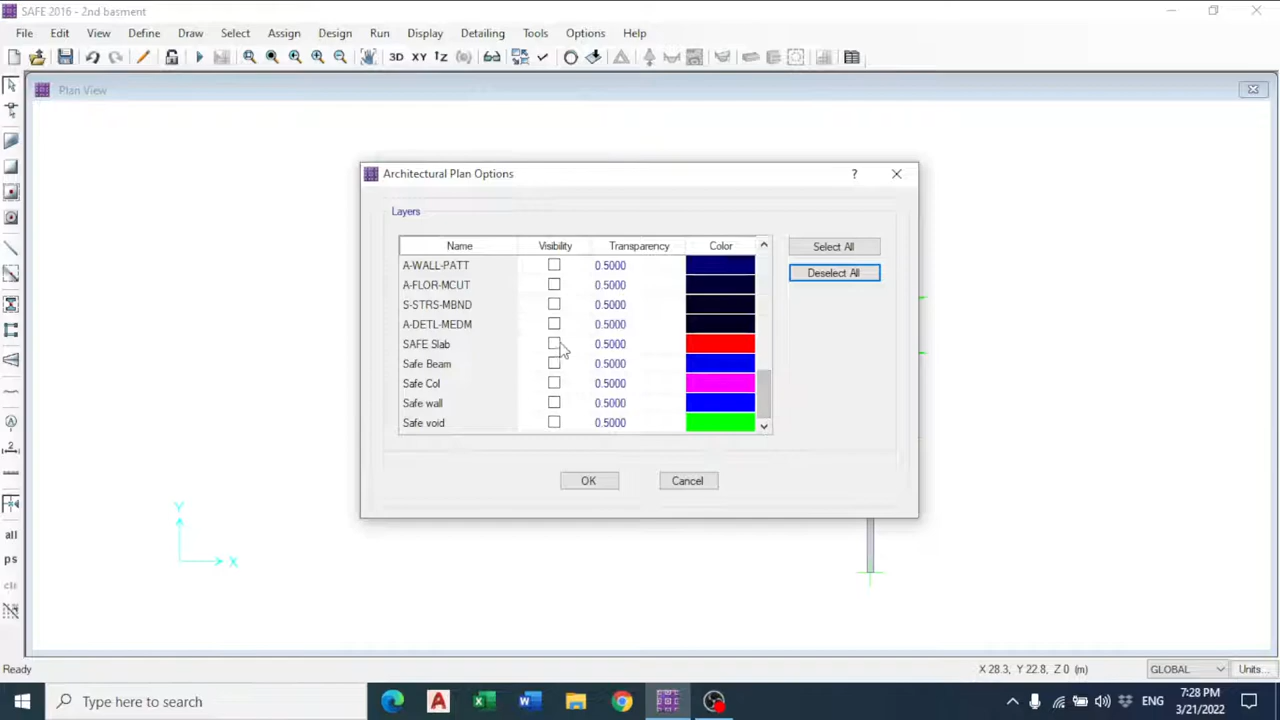 SAFE 2016 - 2nd basment
File Edit View Define Draw Select Assign Design Run Display Detailing Tools Options Help
3D XY
Plan View
Architectural Plan Options ?
Layers
Name Visibility Transparency Color
Select All
A-WALL-PATT 0.5000
Deselect All
A-FLOR-MCUT 0.5000
S-STRS-MBND 0.5000
A-DETL-MEDM 0.5000
SAFE Slab 0.5000
Safe Beam 0.5000
Safe Col 0.5000
Safe wall 0.5000
Safe void 0.5000
OK Cancel
Y
X
all
ps
clr
Ready
X 28.3, Y 22.8, Z 0 (m)
GLOBAL
Units...
Type here to search
ENG
7:28 PM
3/21/2022